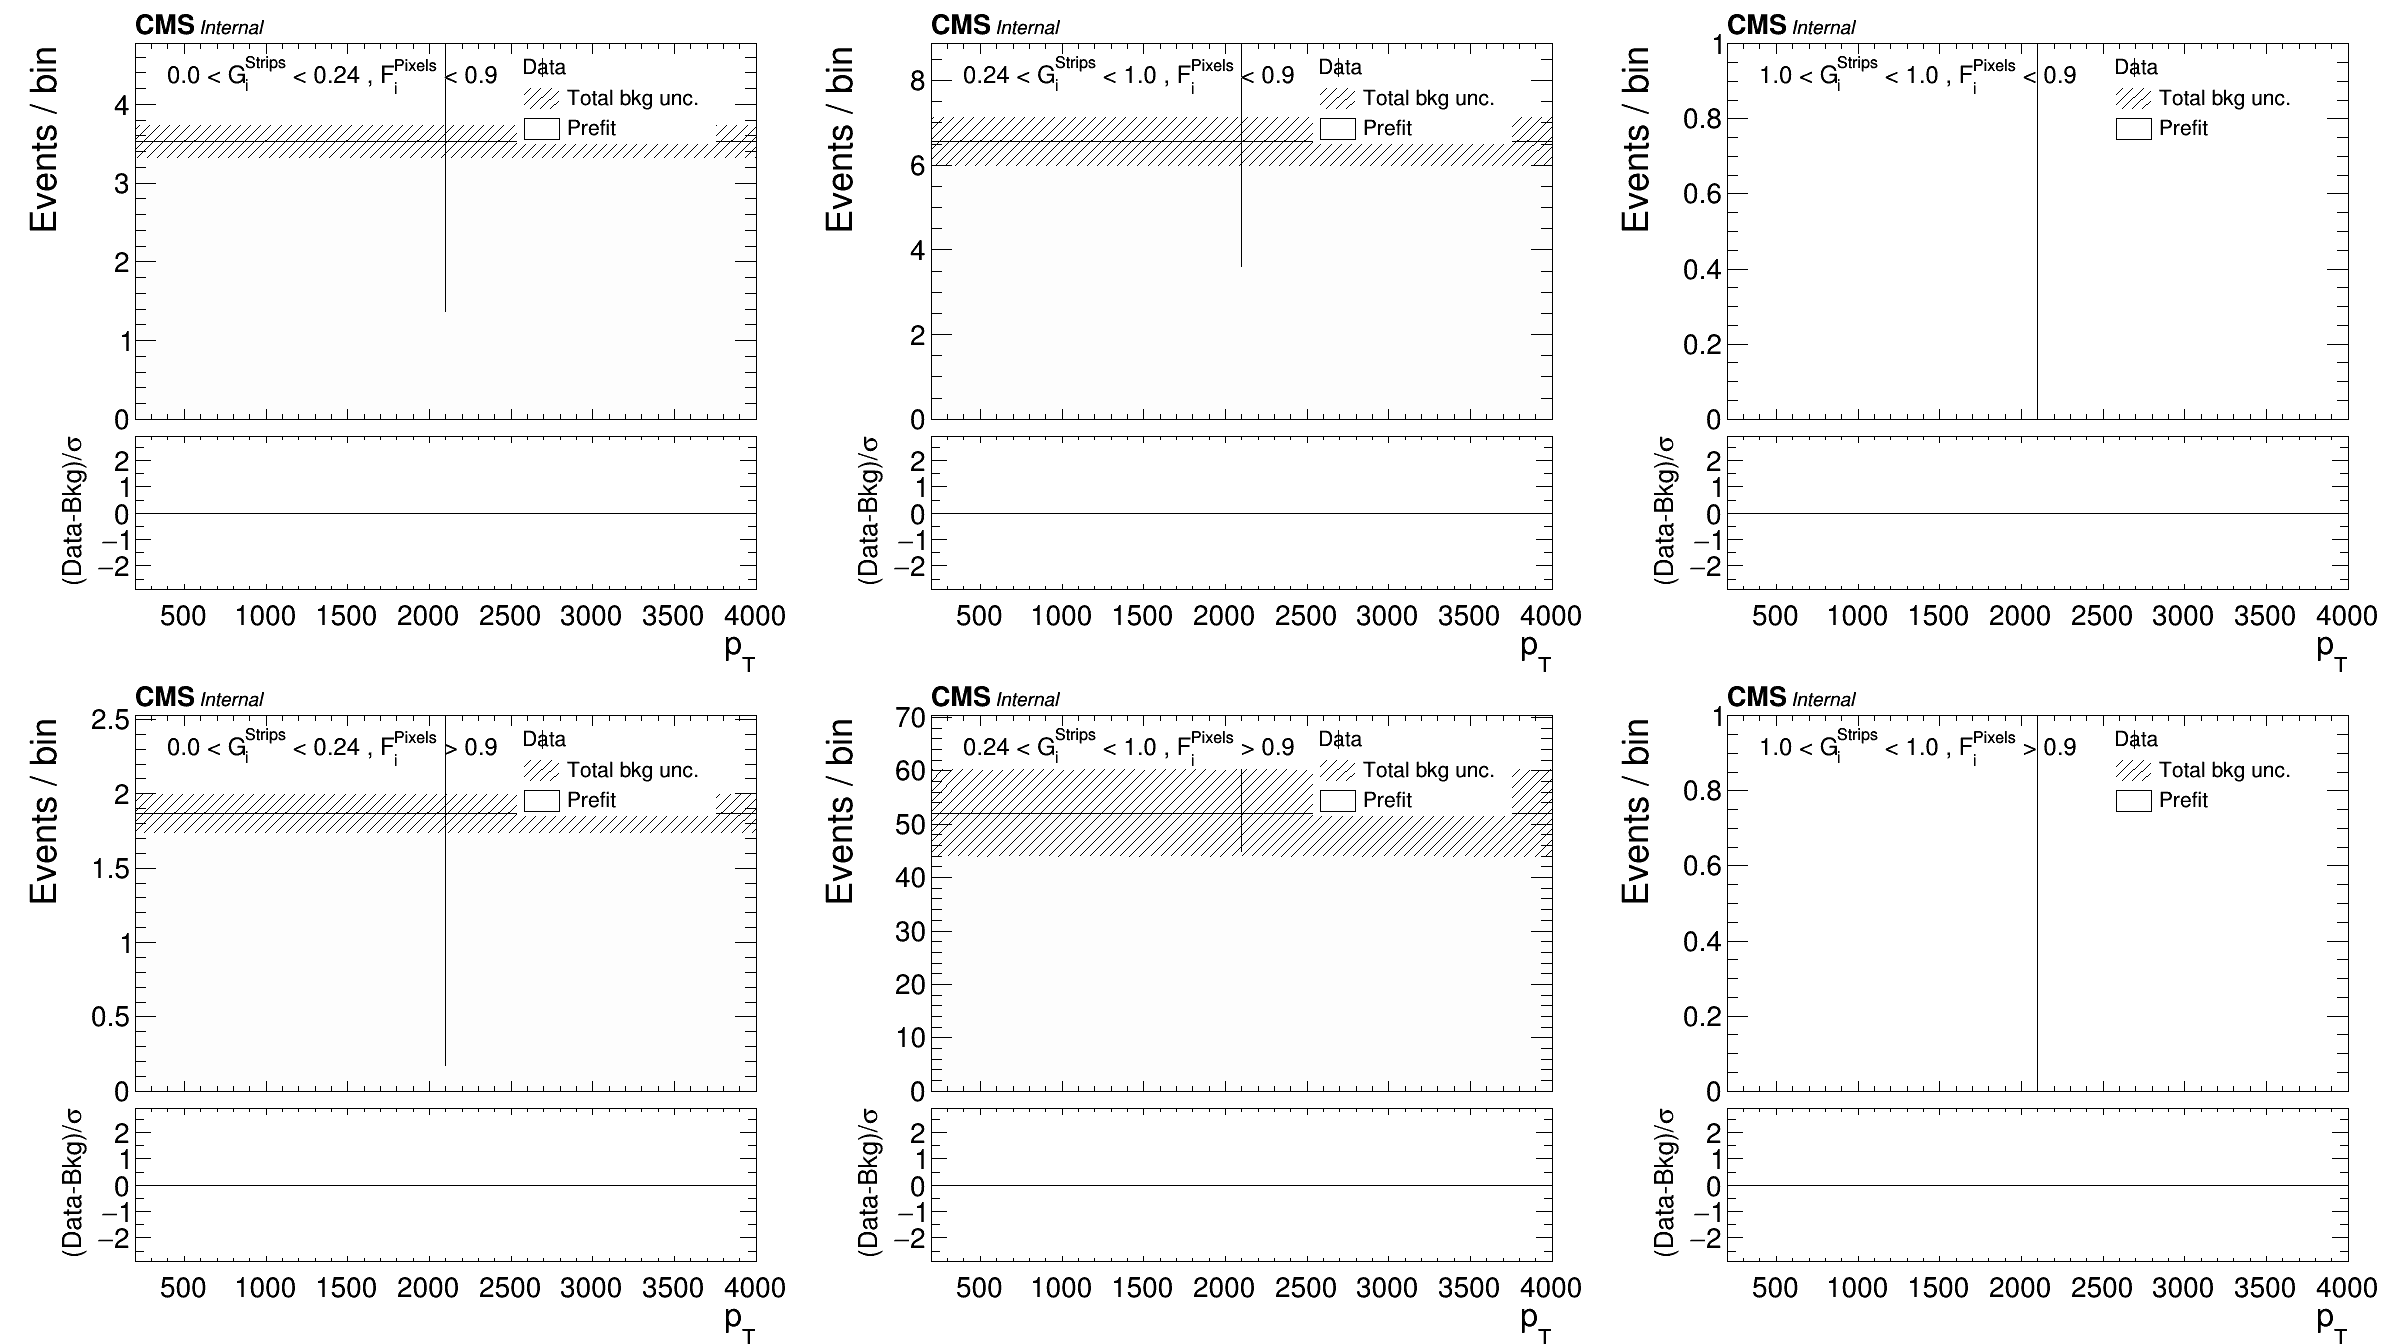 CMS Internal
Events / bin
0.0 < G_i^Strips < 0.24 , F_i^Pixels < 0.9
Data
Total bkg unc.
Prefit
4
3
2
1
0
(Data-Bkg)/σ
2
1
0
−1
−2
500 1000 1500 2000 2500 3000 3500 4000
p_T
CMS Internal
Events / bin
0.24 < G_i^Strips < 1.0 , F_i^Pixels < 0.9
Data
Total bkg unc.
Prefit
8
6
4
2
0
(Data-Bkg)/σ
2
1
0
−1
−2
500 1000 1500 2000 2500 3000 3500 4000
p_T
CMS Internal
Events / bin
1.0 < G_i^Strips < 1.0 , F_i^Pixels < 0.9
Data
Total bkg unc.
Prefit
1
0.8
0.6
0.4
0.2
0
(Data-Bkg)/σ
2
1
0
−1
−2
500 1000 1500 2000 2500 3000 3500 4000
p_T
CMS Internal
Events / bin
0.0 < G_i^Strips < 0.24 , F_i^Pixels > 0.9
Data
Total bkg unc.
Prefit
2.5
2
1.5
1
0.5
0
(Data-Bkg)/σ
2
1
0
−1
−2
500 1000 1500 2000 2500 3000 3500 4000
p_T
CMS Internal
Events / bin
0.24 < G_i^Strips < 1.0 , F_i^Pixels > 0.9
Data
Total bkg unc.
Prefit
70
60
50
40
30
20
10
0
(Data-Bkg)/σ
2
1
0
−1
−2
500 1000 1500 2000 2500 3000 3500 4000
p_T
CMS Internal
Events / bin
1.0 < G_i^Strips < 1.0 , F_i^Pixels > 0.9
Data
Total bkg unc.
Prefit
1
0.8
0.6
0.4
0.2
0
(Data-Bkg)/σ
2
1
0
−1
−2
500 1000 1500 2000 2500 3000 3500 4000
p_T